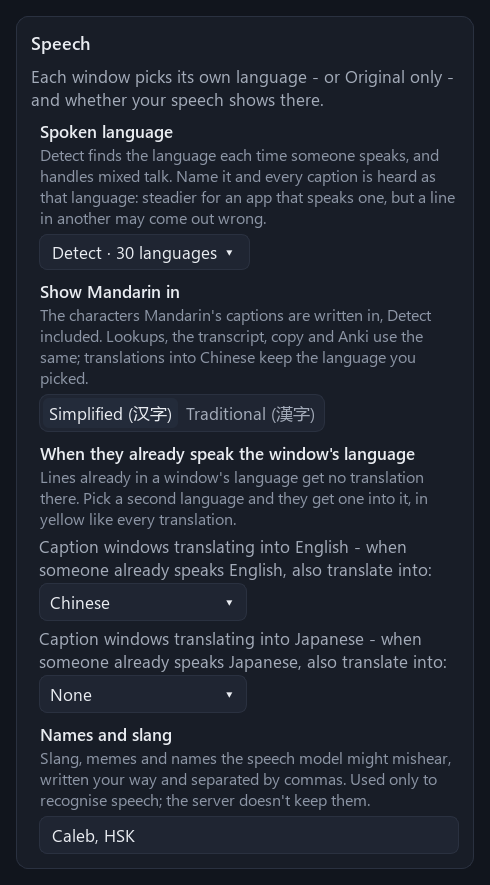 Speech
Each window picks its own language - or Original only -
and whether your speech shows there.
Spoken language
Detect finds the language each time someone speaks, and
handles mixed talk. Name it and every caption is heard as
that language: steadier for an app that speaks one, but a line
in another may come out wrong.
Detect · 30 languages ▾
Show Mandarin in
The characters Mandarin's captions are written in, Detect
included. Lookups, the transcript, copy and Anki use the
same; translations into Chinese keep the language you
picked.
Simplified (汉字) Traditional (漢字)
When they already speak the window's language
Lines already in a window's language get no translation
there. Pick a second language and they get one into it, in
yellow like every translation.
Caption windows translating into English - when
someone already speaks English, also translate into:
Chinese ▾
Caption windows translating into Japanese - when
someone already speaks Japanese, also translate into:
None ▾
Names and slang
Slang, memes and names the speech model might mishear,
written your way and separated by commas. Used only to
recognise speech; the server doesn't keep them.
Caleb, HSK